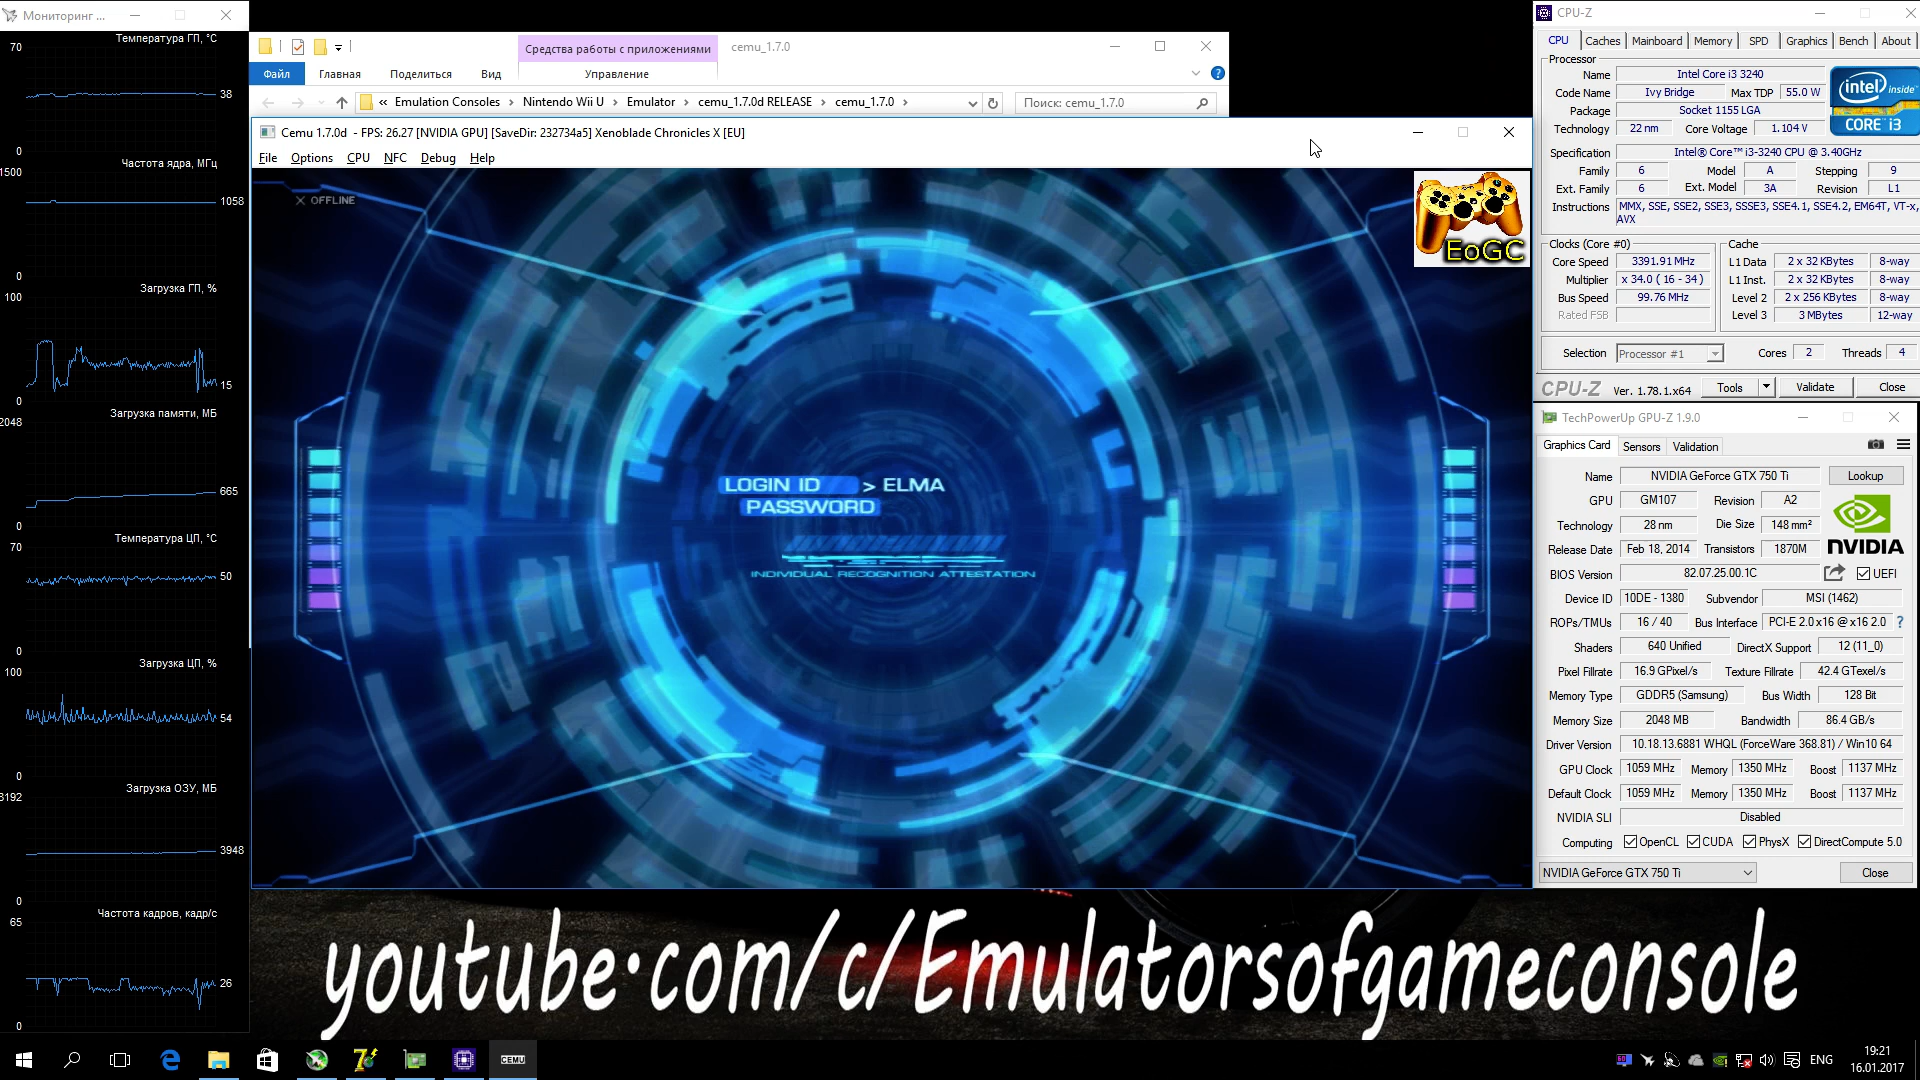 Мониторинг ...
Температура ГП, °C
70
38
0
Частота ядра, МГц
1500
1058
0
Загрузка ГП, %
100
15
0
Загрузка памяти, МБ
2048
665
0
Температура ЦП, °C
70
50
0
Загрузка ЦП, %
100
54
0
Загрузка ОЗУ, МБ
8192
3948
0
Частота кадров, кадр/с
65
26
0
Средства работы с приложениями cemu_1.7.0
Файл Главная Поделиться Вид Управление
« Emulation Consoles › Nintendo Wii U › Emulator › cemu_1.7.0d RELEASE › cemu_1.7.0 ›
Поиск: cemu_1.7.0
Cemu 1.7.0d - FPS: 26.27 [NVIDIA GPU] [SaveDir: 232734a5] Xenoblade Chronicles X [EU]
File Options CPU NFC Debug Help
OFFLINE
EoGC
LOGIN ID > ELMA
PASSWORD
INDIVIDUAL RECOGNITION ATTESTATION
youtube.com/c/Emulatorsofgameconsole
CPU-Z
CPU Caches Mainboard Memory SPD Graphics Bench About
Processor
Name Intel Core i3 3240
Code Name Ivy Bridge Max TDP 55.0 W
Package Socket 1155 LGA
Technology 22 nm Core Voltage 1.104 V
intel inside
CORE i3
Specification Intel® Core™ i3-3240 CPU @ 3.40GHz
Family 6 Model A Stepping 9
Ext. Family 6 Ext. Model 3A Revision L1
Instructions MMX, SSE, SSE2, SSE3, SSSE3, SSE4.1, SSE4.2, EM64T, VT-x,
AVX
Clocks (Core #0)
Core Speed 3391.91 MHz
Multiplier x 34.0 ( 16 - 34 )
Bus Speed 99.76 MHz
Rated FSB
Cache
L1 Data 2 x 32 KBytes 8-way
L1 Inst. 2 x 32 KBytes 8-way
Level 2 2 x 256 KBytes 8-way
Level 3 3 MBytes 12-way
Selection Processor #1 Cores 2 Threads 4
CPU-Z Ver. 1.78.1.x64 Tools Validate Close
TechPowerUp GPU-Z 1.9.0
Graphics Card Sensors Validation
Name NVIDIA GeForce GTX 750 Ti Lookup
GPU GM107 Revision A2
Technology 28 nm Die Size 148 mm²
Release Date Feb 18, 2014 Transistors 1870M
NVIDIA
BIOS Version 82.07.25.00.1C UEFI
Device ID 10DE - 1380 Subvendor MSI (1462)
ROPs/TMUs 16 / 40 Bus Interface PCI-E 2.0 x16 @ x16 2.0 ?
Shaders 640 Unified DirectX Support 12 (11_0)
Pixel Fillrate 16.9 GPixel/s Texture Fillrate 42.4 GTexel/s
Memory Type GDDR5 (Samsung) Bus Width 128 Bit
Memory Size 2048 MB Bandwidth 86.4 GB/s
Driver Version 10.18.13.6881 WHQL (ForceWare 368.81) / Win10 64
GPU Clock 1059 MHz Memory 1350 MHz Boost 1137 MHz
Default Clock 1059 MHz Memory 1350 MHz Boost 1137 MHz
NVIDIA SLI Disabled
Computing OpenCL CUDA PhysX DirectCompute 5.0
NVIDIA GeForce GTX 750 Ti Close
CEMU
ENG
19:21
16.01.2017